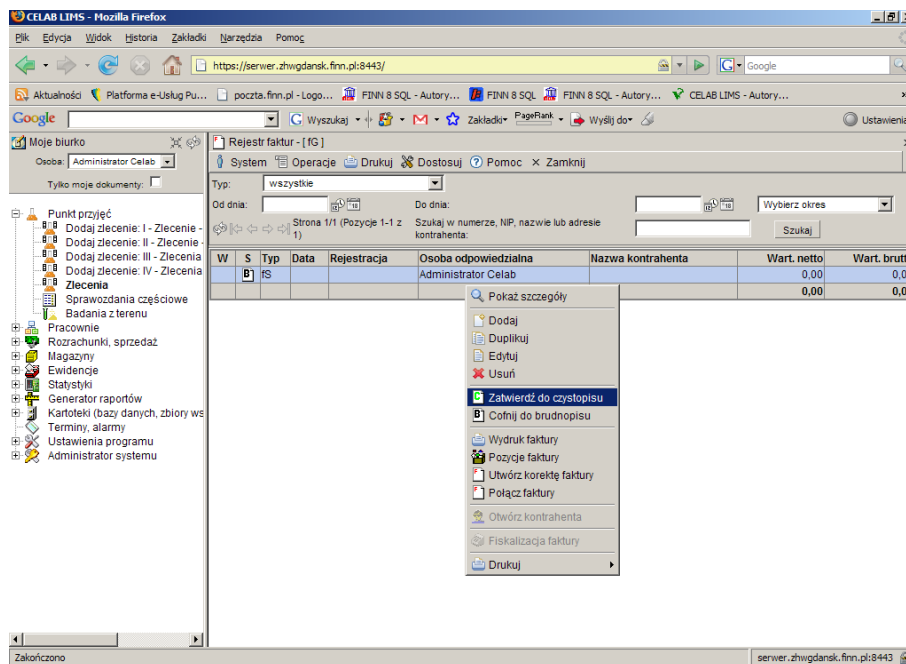 CELAB LIMS - Mozilla Firefox
Plik Edycja Widok Historia Zakładki Narzędzia Pomoc
https://serwer.zhwgdansk.finn.pl:8443/
G Google
Aktualności Platforma e-Usług Pu... poczta.finn.pl - Logo... FINN 8 SQL - Autory... FINN 8 SQL FINN 8 SQL - Autory... CELAB LIMS - Autory...
Google G Wyszukaj Zakładki PageRank Wyślij do Ustawienia
Moje biurko
Osoba: Administrator Celab
Tylko moje dokumenty:
Punkt przyjęć
Dodaj zlecenie: I - Zlecenie -
Dodaj zlecenie: II - Zlecenie -
Dodaj zlecenie: III - Zlecenia
Dodaj zlecenie: IV - Zlecenia
Zlecenia
Sprawozdania częściowe
Badania z terenu
Pracownie
Rozrachunki, sprzedaż
Magazyny
Ewidencje
Statystyki
Generator raportów
Kartoteki (bazy danych, zbiory ws
Terminy, alarmy
Ustawienia programu
Administrator systemu
Rejestr faktur - [ fG ]
System Operacje Drukuj Dostosuj Pomoc Zamknij
Typ: wszystkie
Od dnia: Do dnia: Wybierz okres
Strona 1/1 (Pozycje 1-1 z 1)
Szukaj w numerze, NIP, nazwie lub adresie kontrahenta: Szukaj
W S Typ Data Rejestracja Osoba odpowiedzialna Nazwa kontrahenta Wart. netto Wart. brutt
B fS Administrator Celab 0,00 0,0
0,00 0,0
Pokaż szczegóły
Dodaj
Duplikuj
Edytuj
Usuń
C Zatwierdź do czystopisu
B Cofnij do brudnopisu
Wydruk faktury
Pozycje faktury
Utwórz korektę faktury
Połącz faktury
Otwórz kontrahenta
Fiskalizacja faktury
Drukuj
Zakończono serwer.zhwgdansk.finn.pl:8443